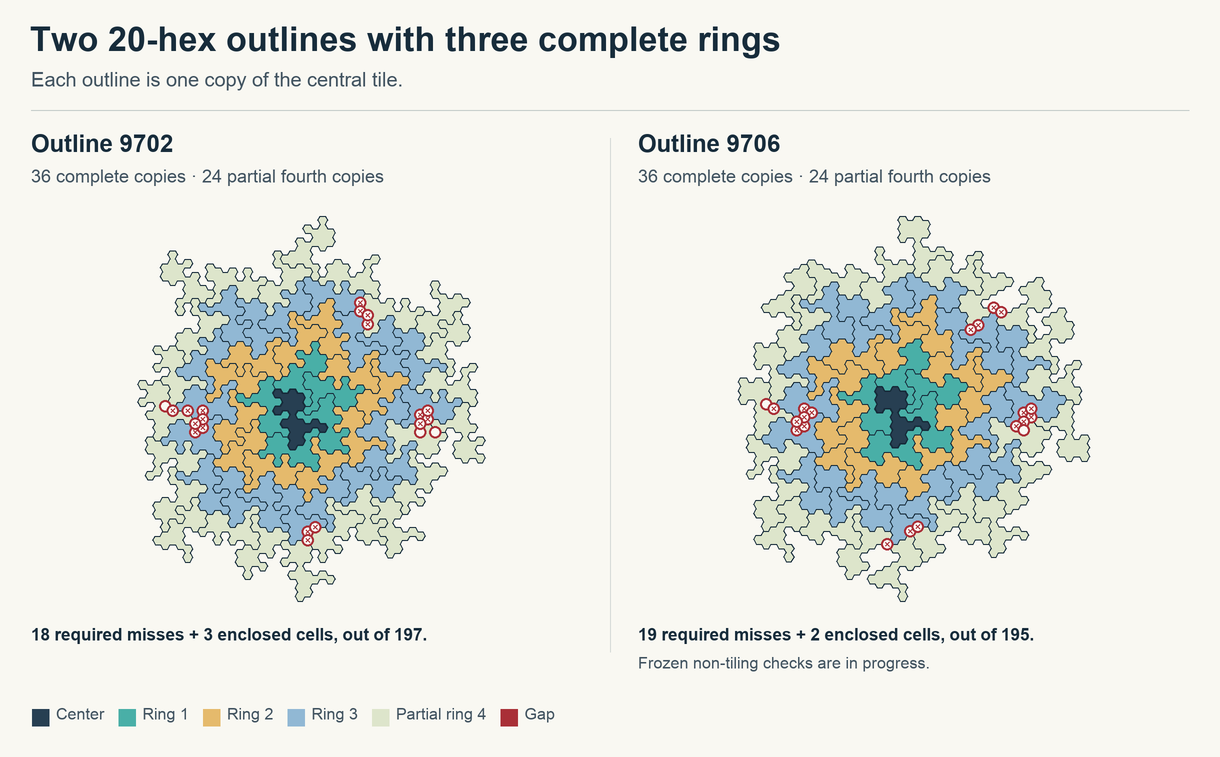 Two 20-hex outlines with three complete rings
Each outline is one copy of the central tile.
Outline 9702
36 complete copies · 24 partial fourth copies
18 required misses + 3 enclosed cells, out of 197.
Outline 9706
36 complete copies · 24 partial fourth copies
19 required misses + 2 enclosed cells, out of 195.
Frozen non-tiling checks are in progress.
Center
Ring 1
Ring 2
Ring 3
Partial ring 4
Gap